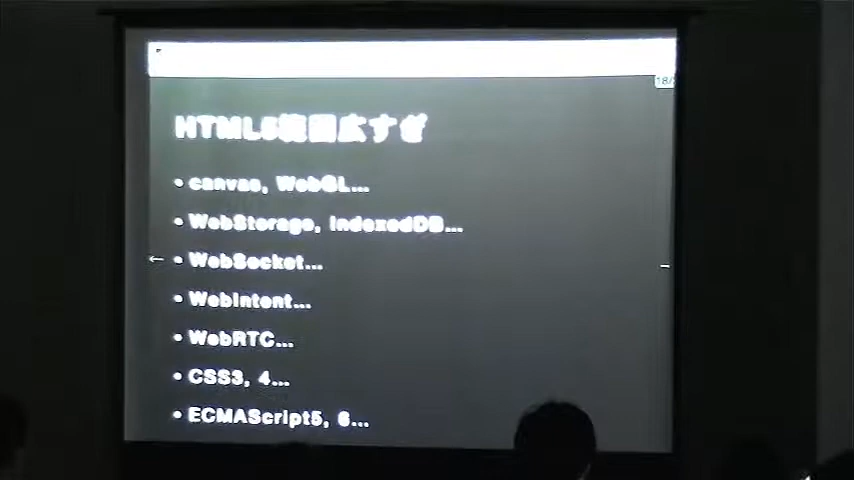 18/
HTML5範囲広すぎ
• canvas, WebGL...
• WebStorage, IndexedDB...
← • WebSocket...
• WebIntent...
• WebRTC...
• CSS3, 4...
• ECMAScript5, 6...